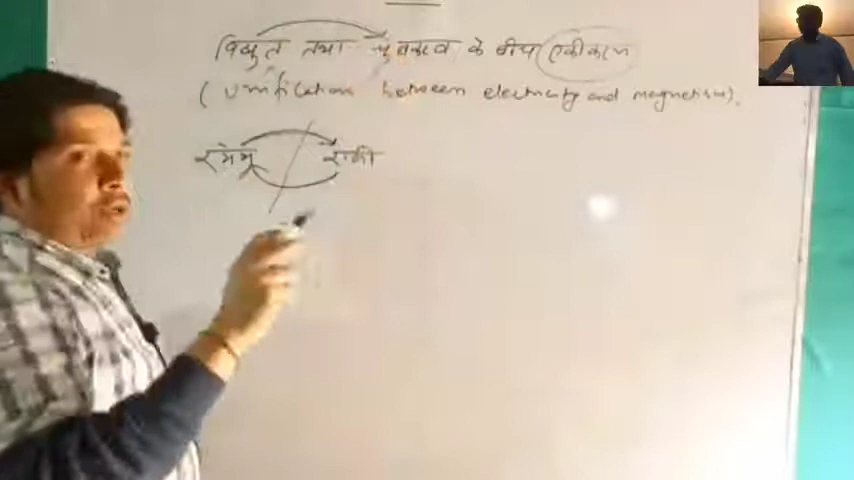 विद्युत तथा चुम्बकत्व के बीच एकीकरण
(Unification between electricity and magnetism).
राकी